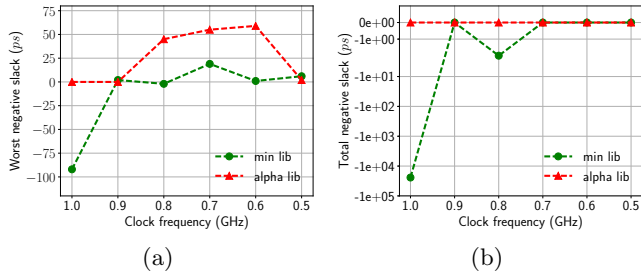 Worst negative slack (ps)
75
50
25
0
−25
−50
−75
−100
min lib
alpha lib
1.0 0.9 0.8 0.7 0.6 0.5
Clock frequency (GHz)
(a)
Total negative slack (ps)
0e+00
-1e+00
-1e+01
-1e+02
-1e+03
-1e+04
-1e+05
min lib
alpha lib
1.0 0.9 0.8 0.7 0.6 0.5
Clock frequency (GHz)
(b)